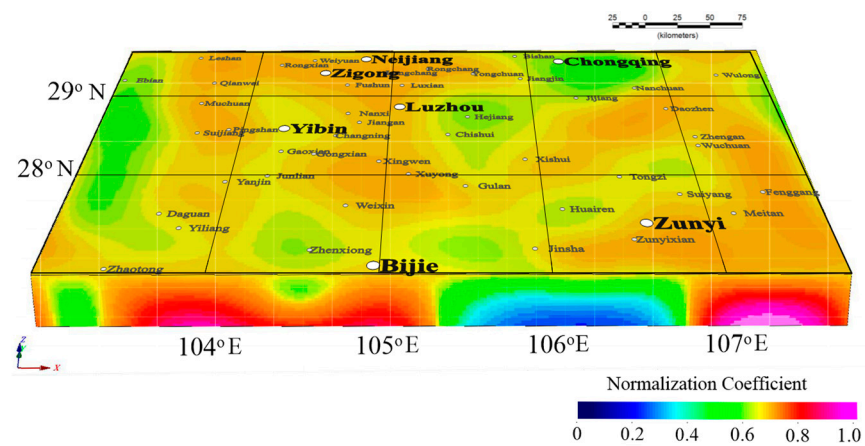 25 0 25 50 75
(kilometers)
Leshan
Weiyuan
Neijiang
Bishan
Chongqing
Rongxian
Zigong
Rongchang
Yongchuan
Jiangjin
Wulong
Ebian
Qianwei
Fushun
Luxian
Nanchuan
29° N
Muchuan
Luzhou
Jijiang
Daozhen
Nanxi
Hejiang
Jiangan
Suijiang
Pingshan
Yibin
Changning
Chishui
Zhengan
Wuchuan
Gaoxian
Gongxian
Xingwen
Xishui
28° N
Yanjin
Junlian
Xuyong
Gulan
Tongzi
Suiyang
Fenggang
Daguan
Weixin
Huairen
Meitan
Yiliang
Zunyi
Zhenxiong
Jinsha
Zunyixian
Zhaotong
Bijie
z
x
104°E
105°E
106°E
107°E
Normalization Coefficient
0 0.2 0.4 0.6 0.8 1.0